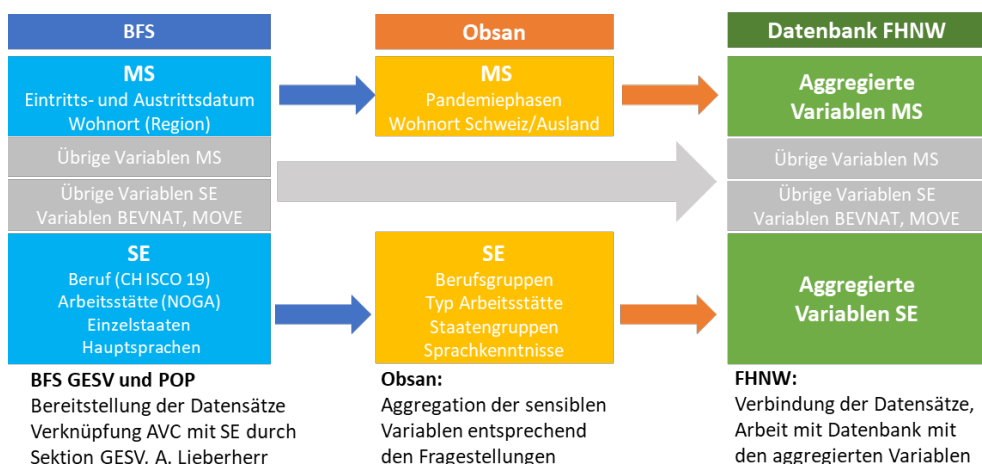 BFS
MS
Eintritts- und Austrittsdatum
Wohnort (Region)
Übrige Variablen MS
Übrige Variablen SE
Variablen BEVNAT, MOVE
SE
Beruf (CH ISCO 19)
Arbeitsstätte (NOGA)
Einzelstaaten
Hauptsprachen
BFS GESV und POP
Bereitstellung der Datensätze
Verknüpfung AVC mit SE durch
Sektion GESV, A. Lieberherr
Obsan
MS
Pandemiephasen
Wohnort Schweiz/Ausland
SE
Berufsgruppen
Typ Arbeitsstätte
Staatengruppen
Sprachkenntnisse
Obsan:
Aggregation der sensiblen
Variablen entsprechend
den Fragestellungen
Datenbank FHNW
Aggregierte
Variablen MS
Übrige Variablen MS
Übrige Variablen SE
Variablen BEVNAT, MOVE
Aggregierte
Variablen SE
FHNW:
Verbindung der Datensätze,
Arbeit mit Datenbank mit
den aggregierten Variablen